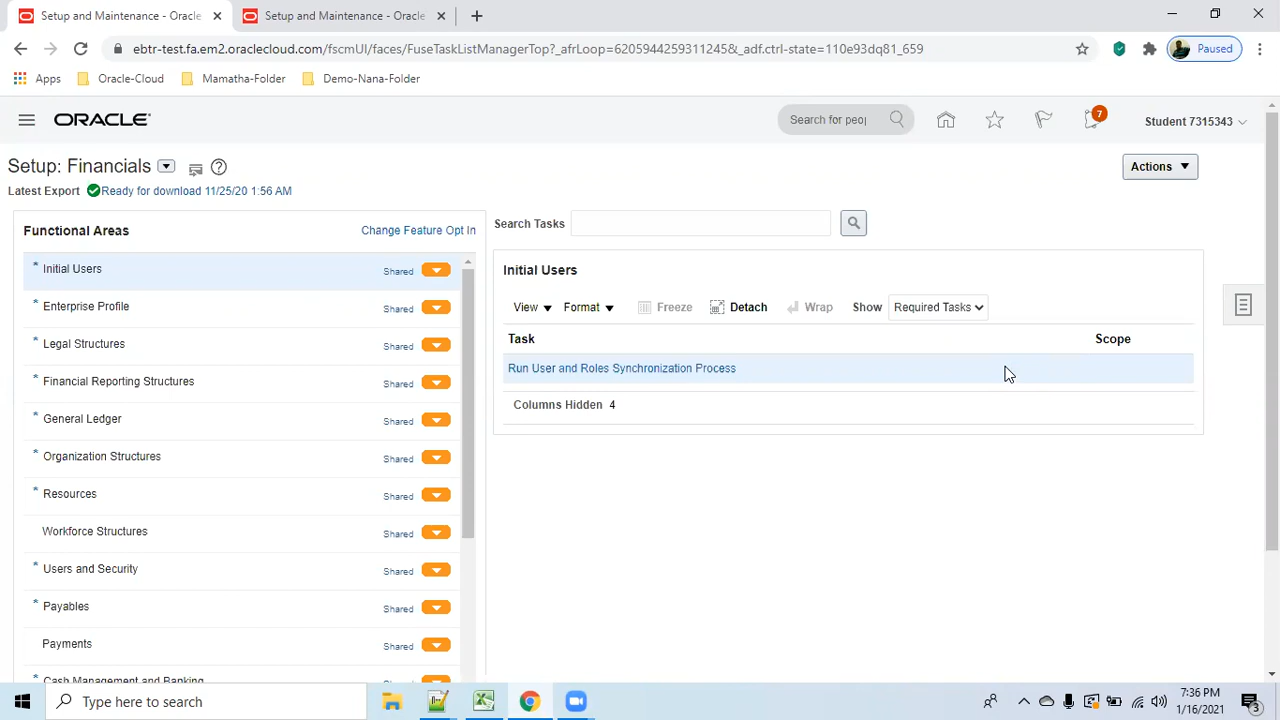 Setup and Maintenance - Oracle
Setup and Maintenance - Oracle
ebtr-test.fa.em2.oraclecloud.com/fscmUI/faces/FuseTaskListManagerTop?_afrLoop=6205944259311245&_adf.ctrl-state=110e93dq81_659
Paused
Apps
Oracle-Cloud
Mamatha-Folder
Demo-Nana-Folder
ORACLE
Search for peop
7
Student 7315343
Setup: Financials
Actions
Latest Export Ready for download 11/25/20 1:56 AM
Functional Areas
Change Feature Opt In
Search Tasks
* Initial Users Shared
* Enterprise Profile Shared
* Legal Structures Shared
* Financial Reporting Structures Shared
* General Ledger Shared
* Organization Structures Shared
* Resources Shared
Workforce Structures Shared
* Users and Security Shared
* Payables Shared
Payments Shared
Cash Management and Banking
Initial Users
View Format Freeze Detach Wrap Show Required Tasks
Task Scope
Run User and Roles Synchronization Process
Columns Hidden 4
Type here to search
7:36 PM
1/16/2021
3